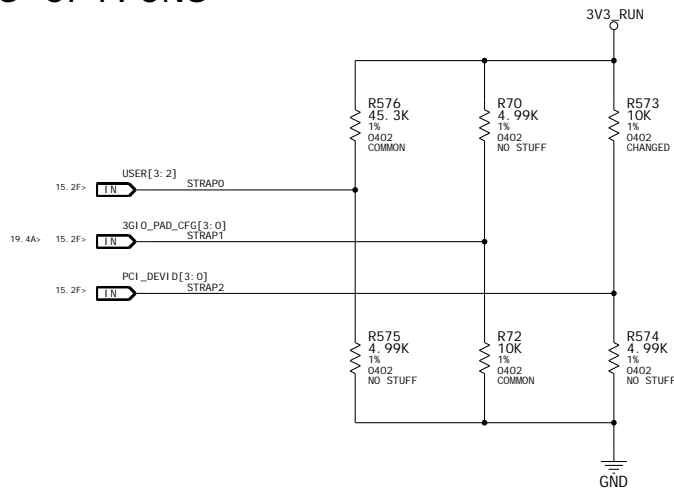 3V3_RUN
R576
45.3K
1%
0402
COMMON
R70
4.99K
1%
0402
NO STUFF
R573
10K
1%
0402
CHANGED
USER[3:2]
15.2F> IN STRAP0
3GIO_PAD_CFG[3:0]
19.4A> 15.2F> IN STRAP1
PCI_DEVID[3:0]
15.2F> IN STRAP2
R575
4.99K
1%
0402
NO STUFF
R72
10K
1%
0402
COMMON
R574
4.99K
1%
0402
NO STUFF
GND